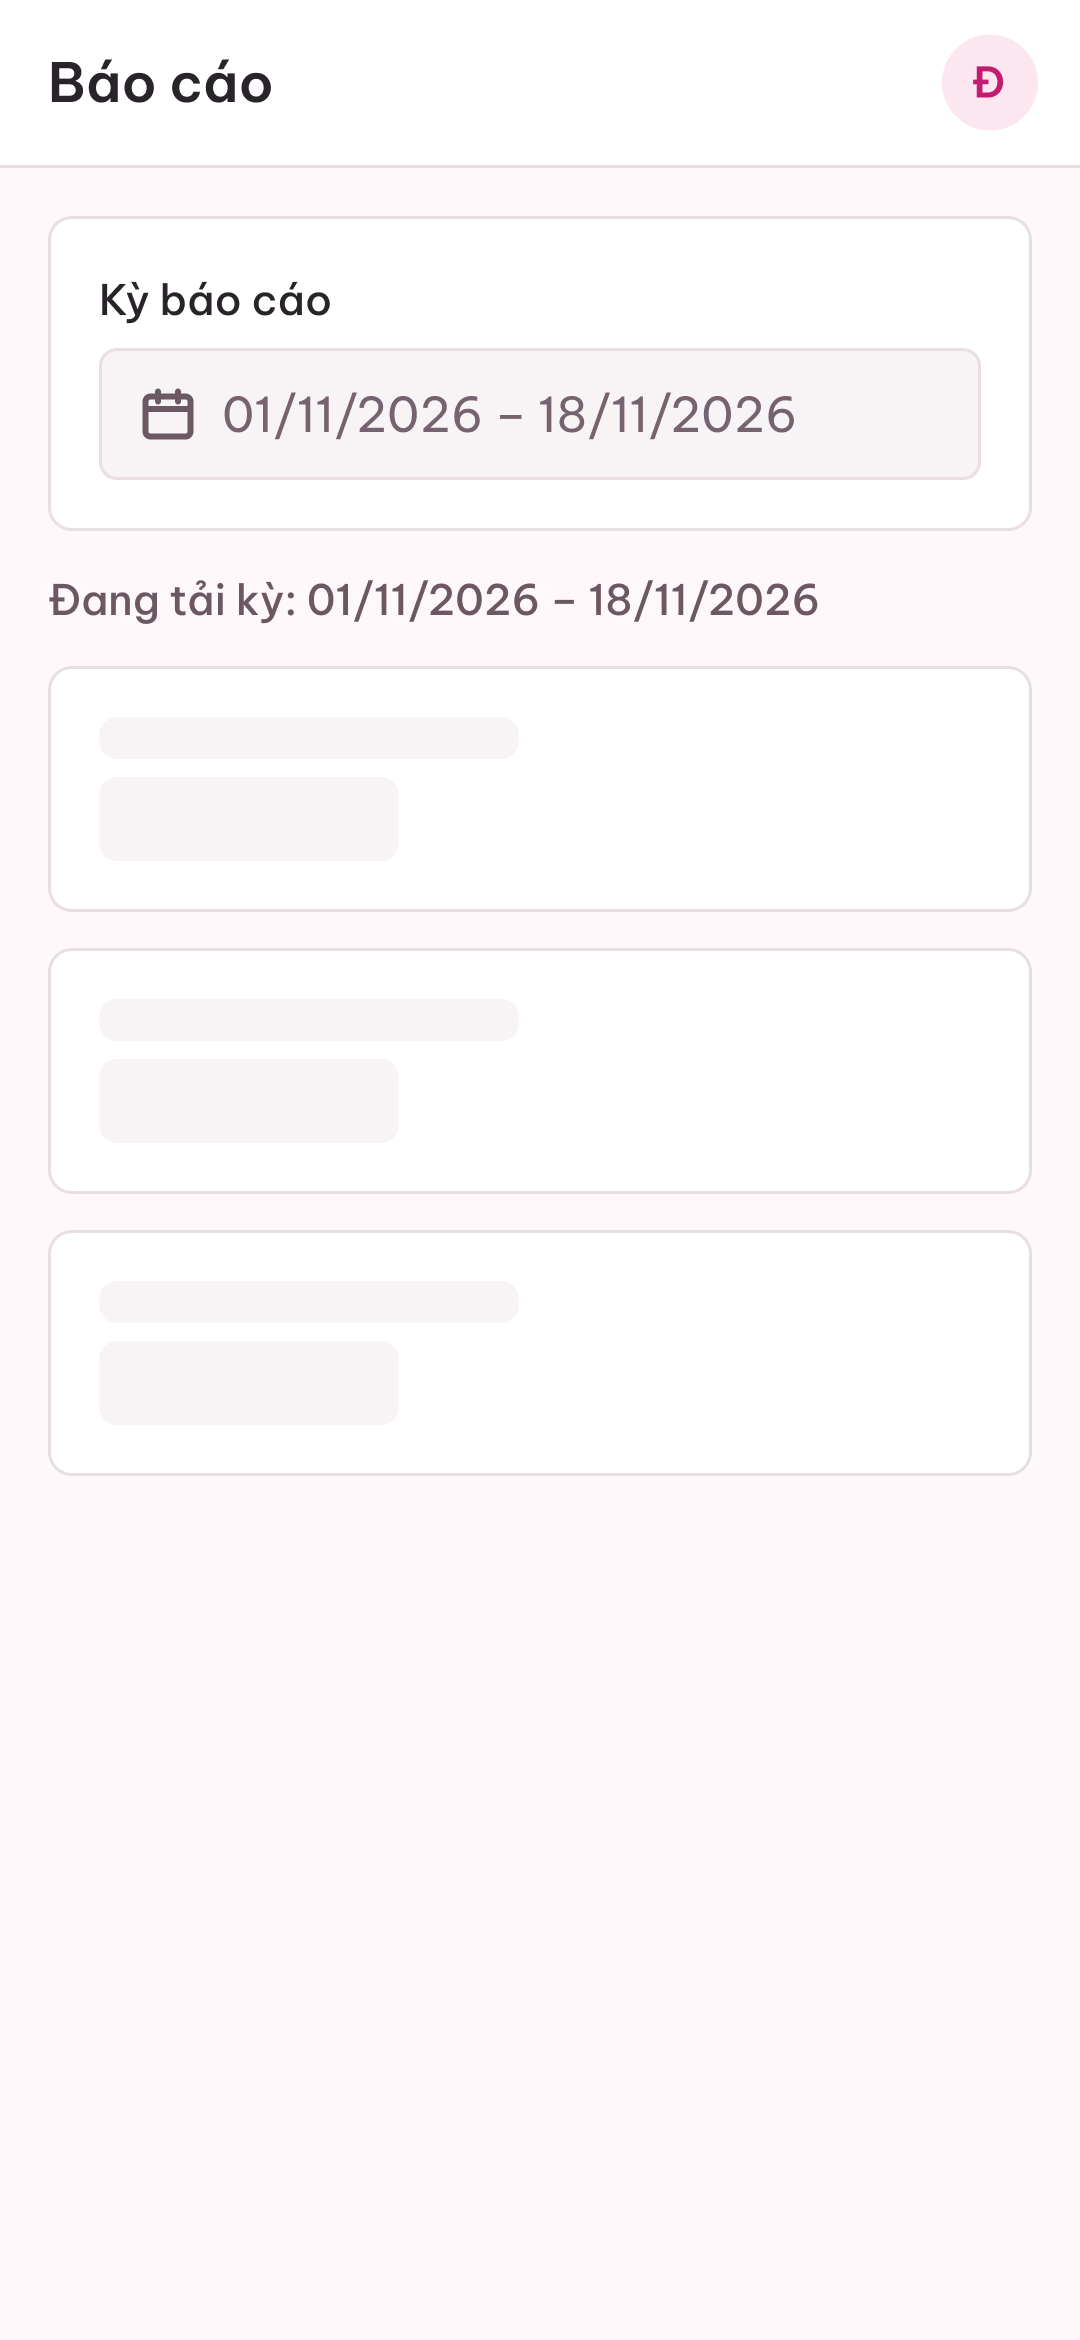 Báo cáo
Đ
Kỳ báo cáo
01/11/2026 – 18/11/2026
Đang tải kỳ: 01/11/2026 – 18/11/2026